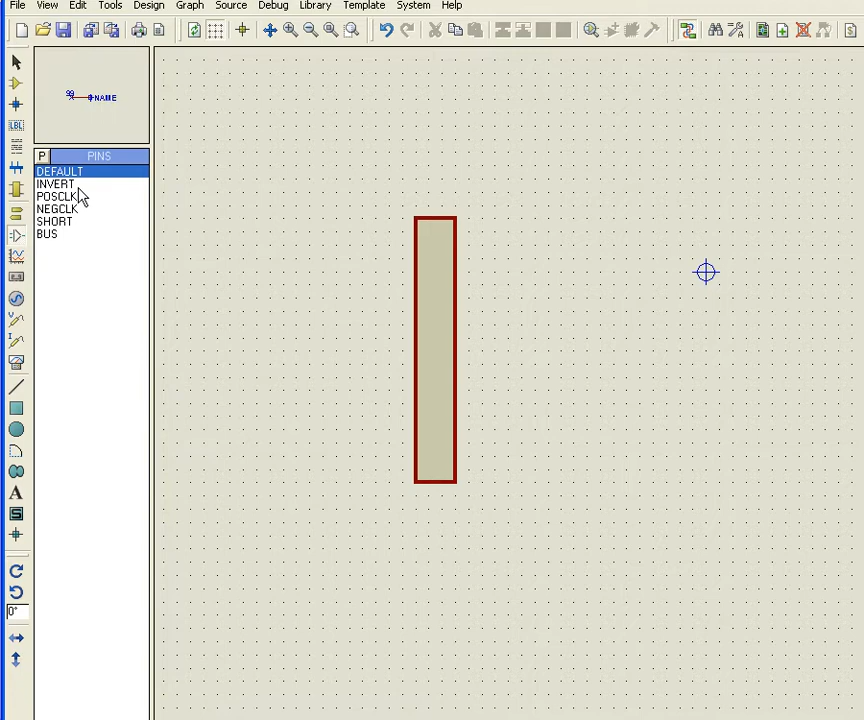 File View Edit Tools Design Graph Source Debug Library Template System Help
$
99 NAME
LBL
P PINS
DEFAULT
INVERT
POSCLK
NEGCLK
SHORT
BUS
V
I
A
S
0°